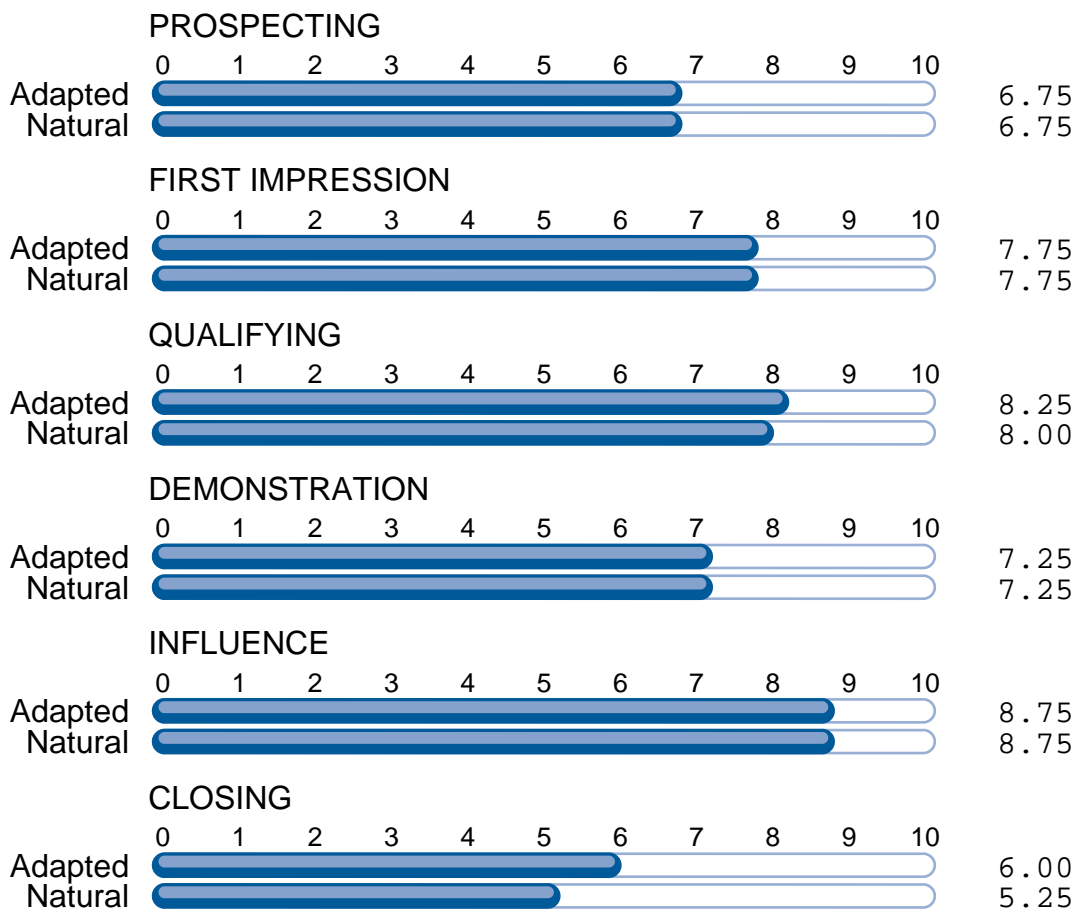 PROSPECTING
0 1 2 3 4 5 6 7 8 9 10
Adapted 6.75
Natural 6.75
FIRST IMPRESSION
0 1 2 3 4 5 6 7 8 9 10
Adapted 7.75
Natural 7.75
QUALIFYING
0 1 2 3 4 5 6 7 8 9 10
Adapted 8.25
Natural 8.00
DEMONSTRATION
0 1 2 3 4 5 6 7 8 9 10
Adapted 7.25
Natural 7.25
INFLUENCE
0 1 2 3 4 5 6 7 8 9 10
Adapted 8.75
Natural 8.75
CLOSING
0 1 2 3 4 5 6 7 8 9 10
Adapted 6.00
Natural 5.25